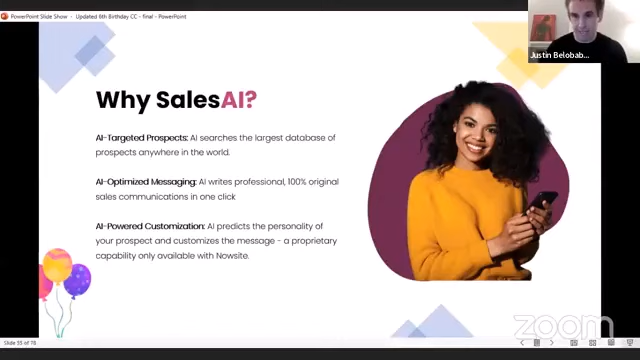 PowerPoint Slide Show - Updated 6th Birthday CC - final - PowerPoint
Justin Belobab...
Why SalesAI?
AI-Targeted Prospects: AI searches the largest database of
prospects anywhere in the world.
AI-Optimized Messaging: AI writes professional, 100% original
sales communications in one click
AI-Powered Customization: AI predicts the personality of
your prospect and customizes the message - a proprietary
capability only available with Nowsite.
zoom
Slide 55 of 78